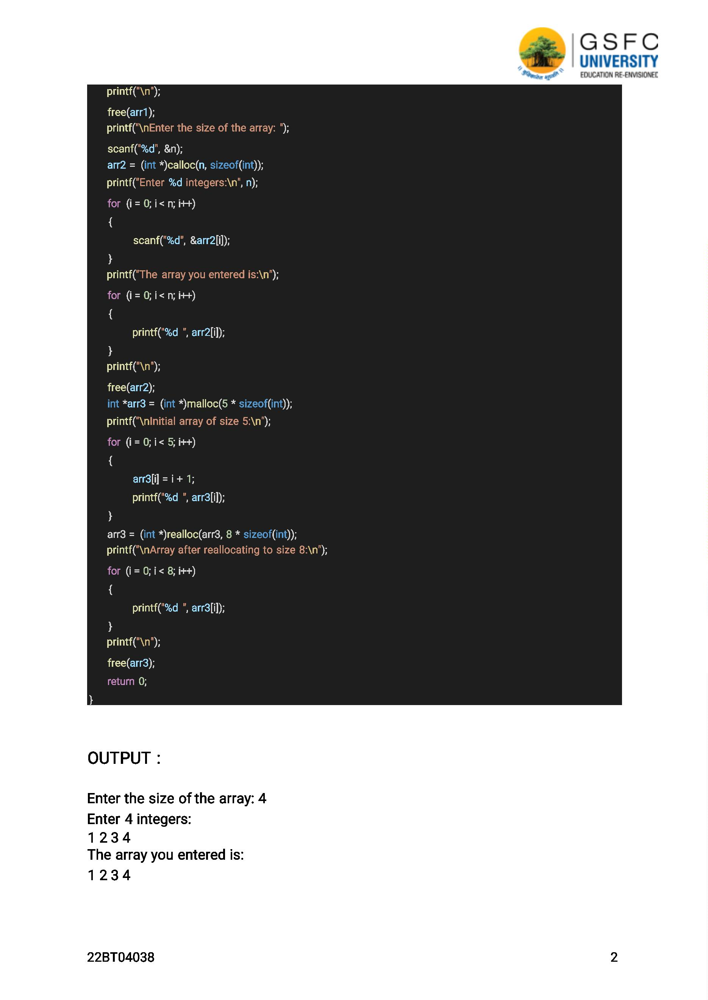 GSFC
UNIVERSITY
EDUCATION RE-ENVISIONED
printf("\n");
free(arr1);
printf("\nEnter the size of the array: ");
scanf("%d", &n);
arr2 = (int *)calloc(n, sizeof(int));
printf("Enter %d integers:\n", n);
for (i = 0; i < n; i++)
{
scanf("%d", &arr2[i]);
}
printf("The array you entered is:\n");
for (i = 0; i < n; i++)
{
printf("%d ", arr2[i]);
}
printf("\n");
free(arr2);
int *arr3 = (int *)malloc(5 * sizeof(int));
printf("\nInitial array of size 5:\n");
for (i = 0; i < 5; i++)
{
arr3[i] = i + 1;
printf("%d ", arr3[i]);
}
arr3 = (int *)realloc(arr3, 8 * sizeof(int));
printf("\nArray after reallocating to size 8:\n");
for (i = 0; i < 8; i++)
{
printf("%d ", arr3[i]);
}
printf("\n");
free(arr3);
return 0;
}
OUTPUT :
Enter the size of the array: 4
Enter 4 integers:
1 2 3 4
The array you entered is:
1 2 3 4
22BT04038 2